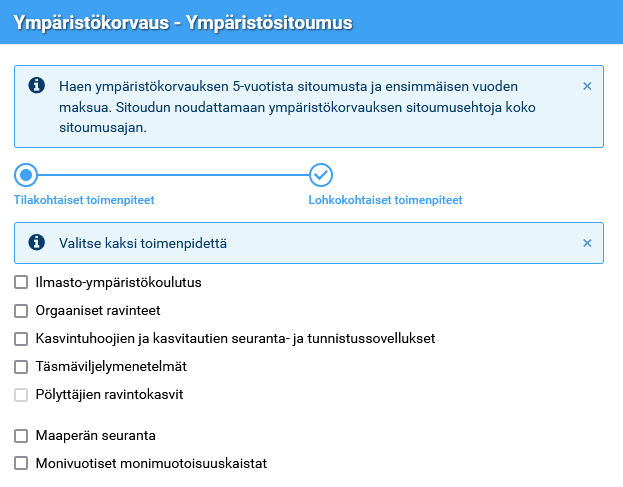 Ympäristökorvaus - Ympäristösitoumus
Haen ympäristökorvauksen 5-vuotista sitoumusta ja ensimmäisen vuoden
maksua. Sitoudun noudattamaan ympäristökorvauksen sitoumusehtoja koko
sitoumusajan.
Tilakohtaiset toimenpiteet
Lohkokohtaiset toimenpiteet
Valitse kaksi toimenpidettä
Ilmasto-ympäristökoulutus
Orgaaniset ravinteet
Kasvintuhoojien ja kasvitautien seuranta- ja tunnistussovellukset
Täsmäviljelymenetelmät
Pölyttäjien ravintokasvit
Maaperän seuranta
Monivuotiset monimuotoisuuskaistat